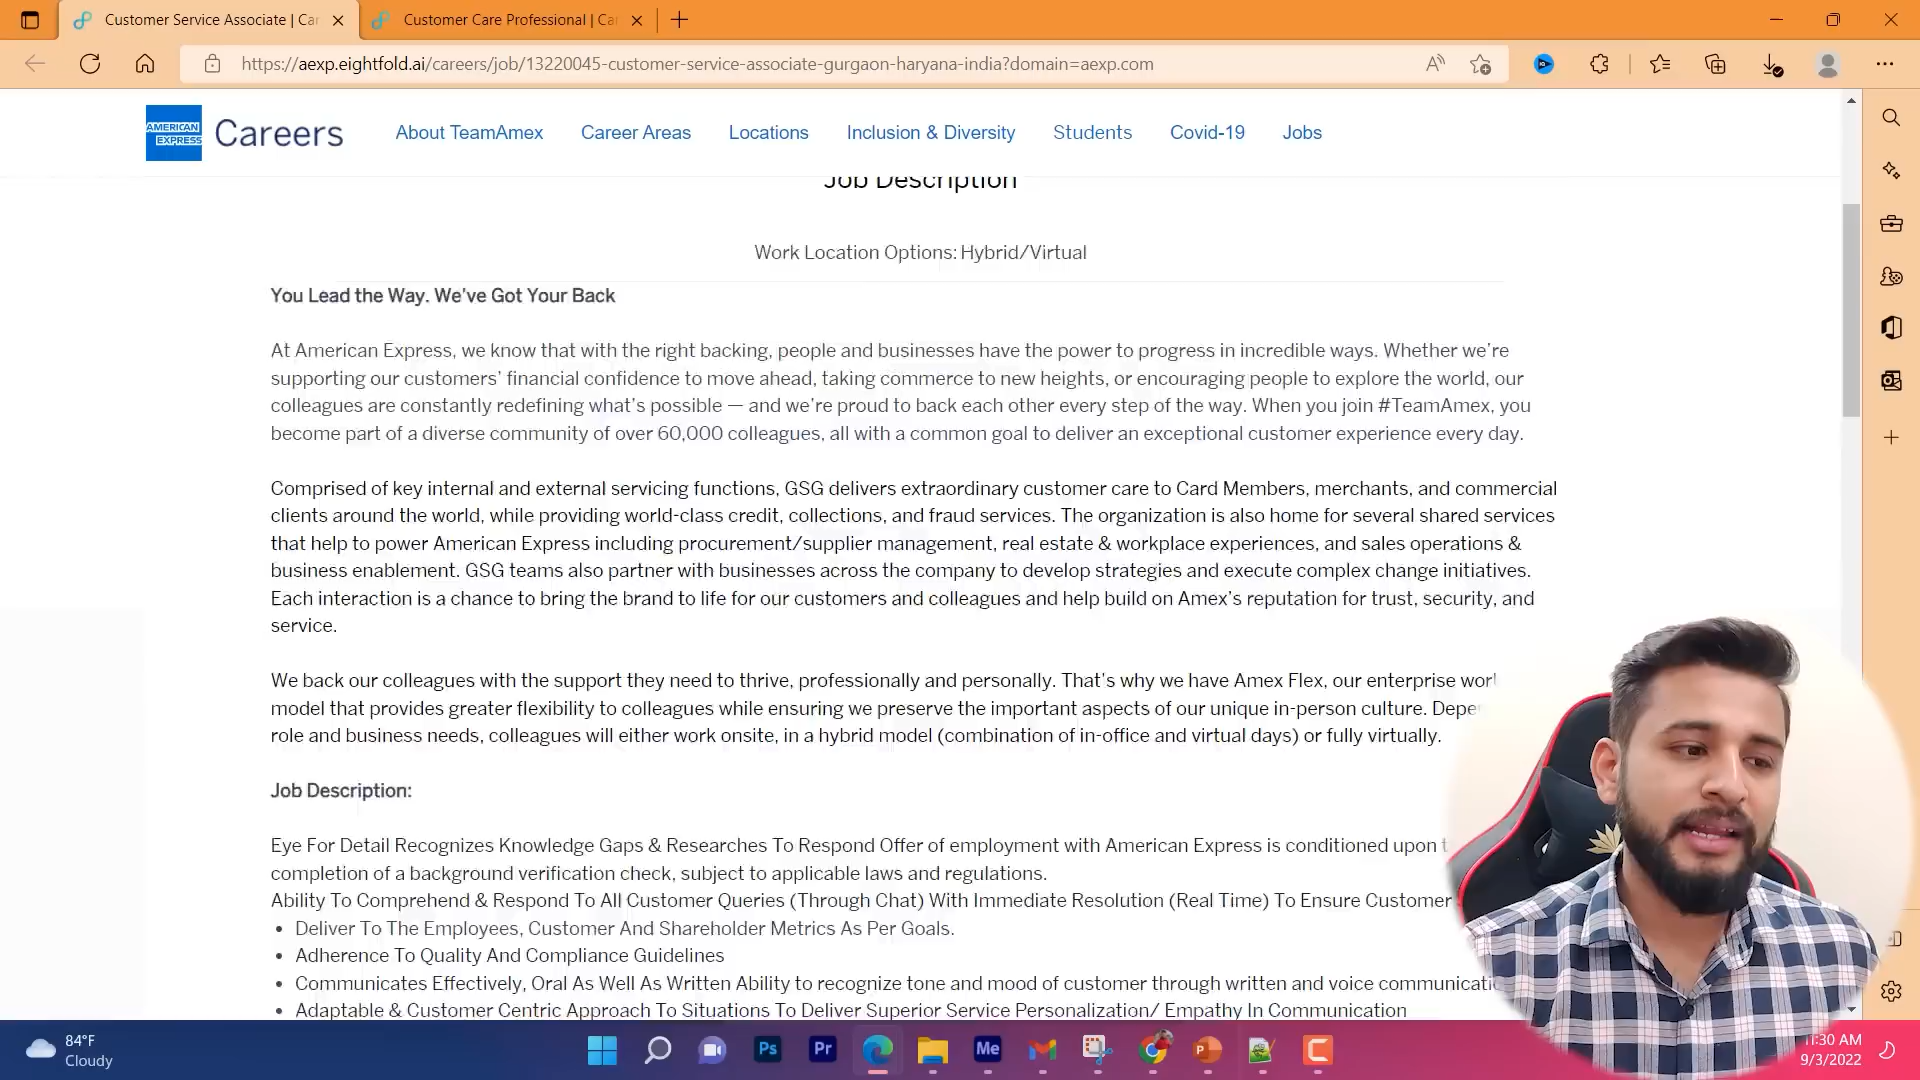 Customer Service Associate | Car
Customer Care Professional | Car
https://aexp.eightfold.ai/careers/job/13220045-customer-service-associate-gurgaon-haryana-india?domain=aexp.com
AMERICAN EXPRESS
Careers
About TeamAmex
Career Areas
Locations
Inclusion & Diversity
Students
Covid-19
Jobs
Job Description
Work Location Options: Hybrid/Virtual
You Lead the Way. We've Got Your Back
At American Express, we know that with the right backing, people and businesses have the power to progress in incredible ways. Whether we're
supporting our customers' financial confidence to move ahead, taking commerce to new heights, or encouraging people to explore the world, our
colleagues are constantly redefining what's possible — and we're proud to back each other every step of the way. When you join #TeamAmex, you
become part of a diverse community of over 60,000 colleagues, all with a common goal to deliver an exceptional customer experience every day.
Comprised of key internal and external servicing functions, GSG delivers extraordinary customer care to Card Members, merchants, and commercial
clients around the world, while providing world-class credit, collections, and fraud services. The organization is also home for several shared services
that help to power American Express including procurement/supplier management, real estate & workplace experiences, and sales operations &
business enablement. GSG teams also partner with businesses across the company to develop strategies and execute complex change initiatives.
Each interaction is a chance to bring the brand to life for our customers and colleagues and help build on Amex's reputation for trust, security, and
service.
We back our colleagues with the support they need to thrive, professionally and personally. That's why we have Amex Flex, our enterprise
model that provides greater flexibility to colleagues while ensuring we preserve the important aspects of our unique in-person culture.
role and business needs, colleagues will either work onsite, in a hybrid model (combination of in-office and virtual days) or fully virtually.
Job Description:
Eye For Detail Recognizes Knowledge Gaps & Researches To Respond Offer of employment with American Express is conditioned upon
completion of a background verification check, subject to applicable laws and regulations.
Ability To Comprehend & Respond To All Customer Queries (Through Chat) With Immediate Resolution (Real Time) To Ensure Customer
• Deliver To The Employees, Customer And Shareholder Metrics As Per Goals.
• Adherence To Quality And Compliance Guidelines
• Communicates Effectively, Oral As Well As Written Ability to recognize tone and mood of customer through written and voice communicati
• Adaptable & Customer Centric Approach To Situations To Deliver Superior Service Personalization/ Empathy In Communication
84°F
Cloudy
Ps
Pr
Me
11:30 AM
9/3/2022